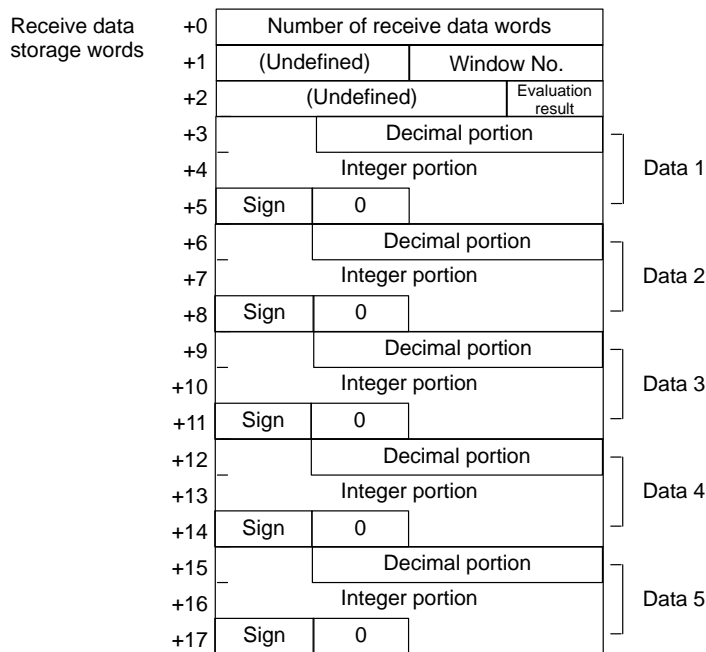 Receive data
storage words
+0 Number of receive data words
+1 (Undefined) Window No.
+2 (Undefined) Evaluation
result
+3 Decimal portion
+4 Integer portion Data 1
+5 Sign 0
+6 Decimal portion
+7 Integer portion Data 2
+8 Sign 0
+9 Decimal portion
+10 Integer portion Data 3
+11 Sign 0
+12 Decimal portion
+13 Integer portion Data 4
+14 Sign 0
+15 Decimal portion
+16 Integer portion Data 5
+17 Sign 0